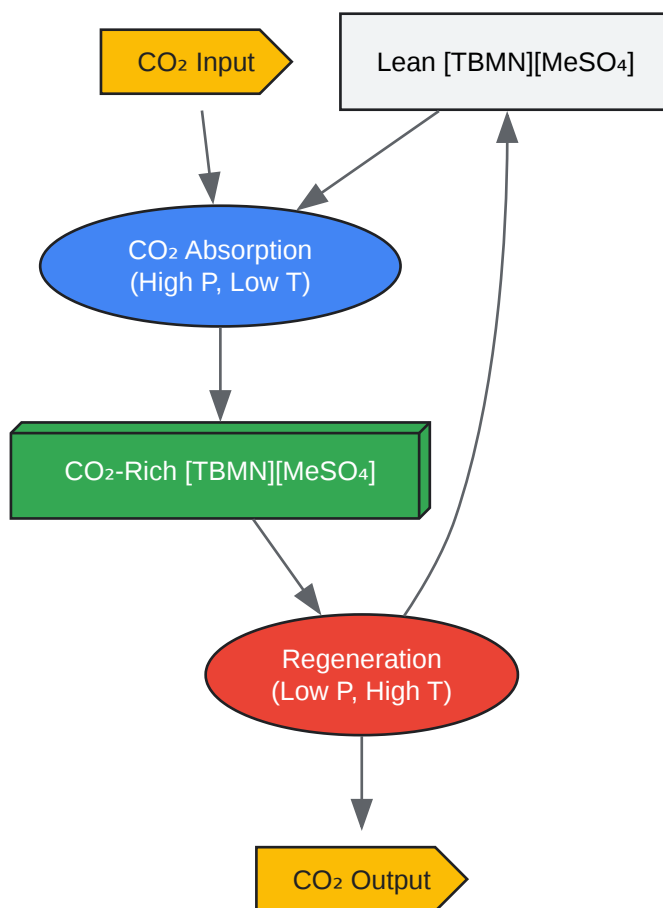 CO₂ Input
Lean [TBMN][MeSO₄]
CO₂ Absorption
(High P, Low T)
CO₂-Rich [TBMN][MeSO₄]
Regeneration
(Low P, High T)
CO₂ Output